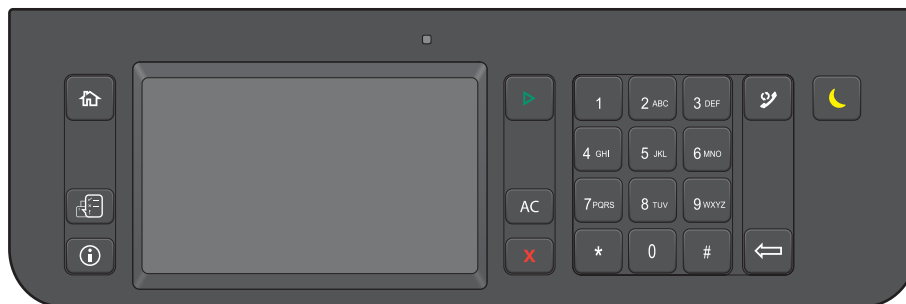 1 2 ABC 3 DEF
4 GHI 5 JKL 6 MNO
AC 7 PQRS 8 TUV 9 WXYZ
X * 0 #